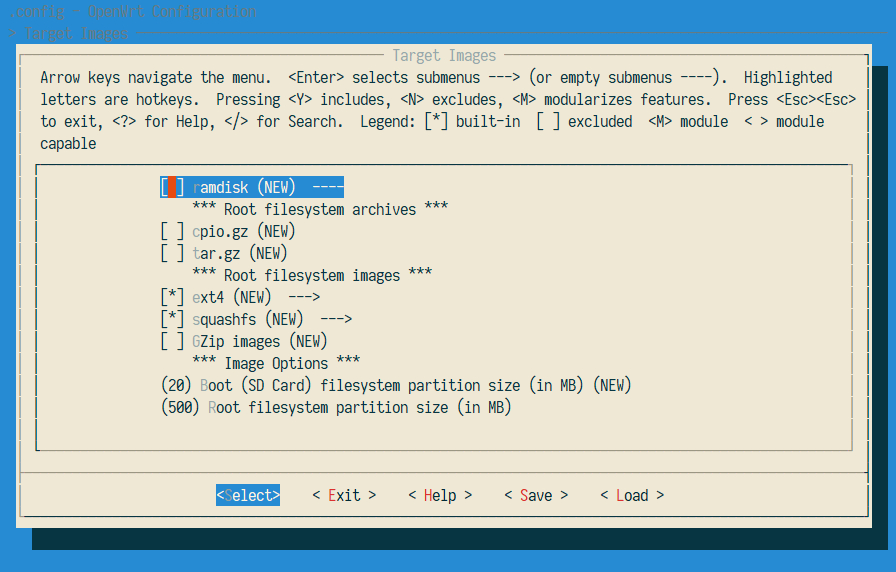 .config - OpenWrt Configuration
> Target Images
Target Images
Arrow keys navigate the menu.  <Enter> selects submenus ---> (or empty submenus ----).  Highlighted
letters are hotkeys.  Pressing <Y> includes, <N> excludes, <M> modularizes features.  Press <Esc><Esc>
to exit, <?> for Help, </> for Search.  Legend: [*] built-in  [ ] excluded  <M> module  < > module
capable
[ ] ramdisk (NEW)  ----
*** Root filesystem archives ***
[ ] cpio.gz (NEW)
[ ] tar.gz (NEW)
*** Root filesystem images ***
[*] ext4 (NEW)  --->
[*] squashfs (NEW)  --->
[ ] GZip images (NEW)
*** Image Options ***
(20) Boot (SD Card) filesystem partition size (in MB) (NEW)
(500) Root filesystem partition size (in MB)
<Select>    < Exit >    < Help >    < Save >    < Load >